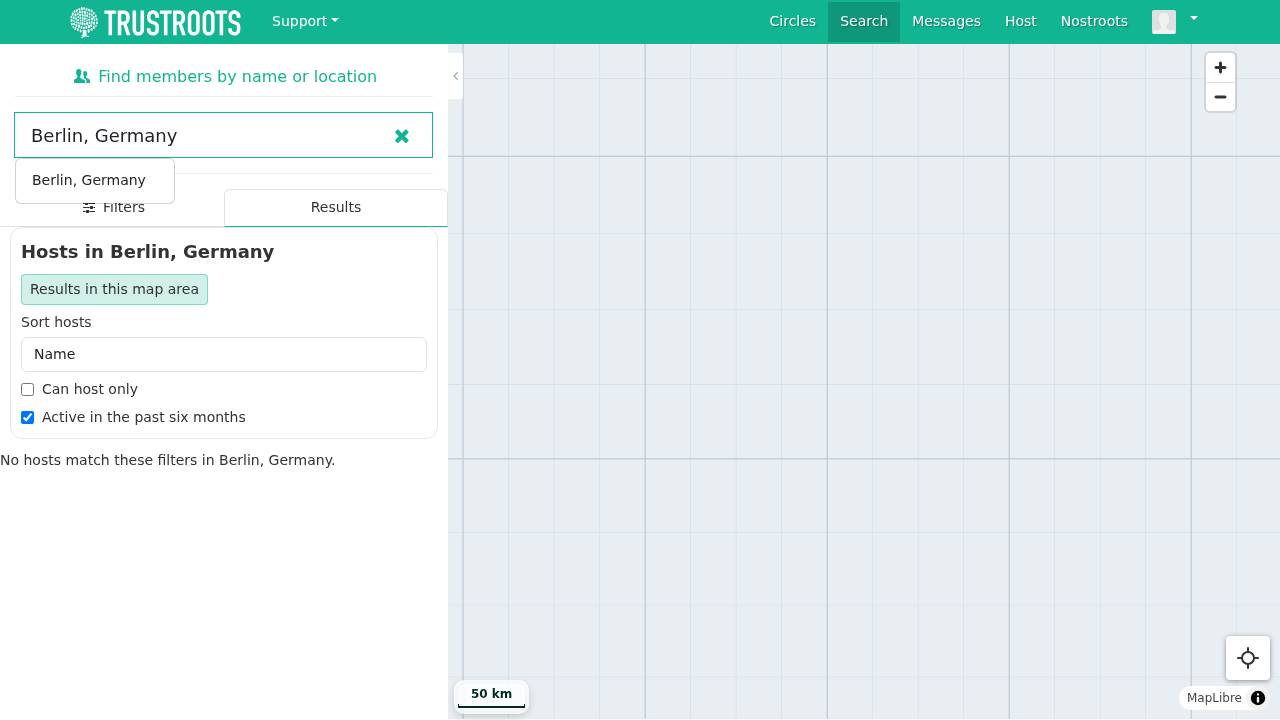 TRUSTROOTS
Support
Circles
Search
Messages
Host
Nostroots
Find members by name or location
Berlin, Germany
Berlin, Germany
Filters
Results
Hosts in Berlin, Germany
Results in this map area
Sort hosts
Name
Can host only
Active in the past six months
No hosts match these filters in Berlin, Germany.
50 km
MapLibre